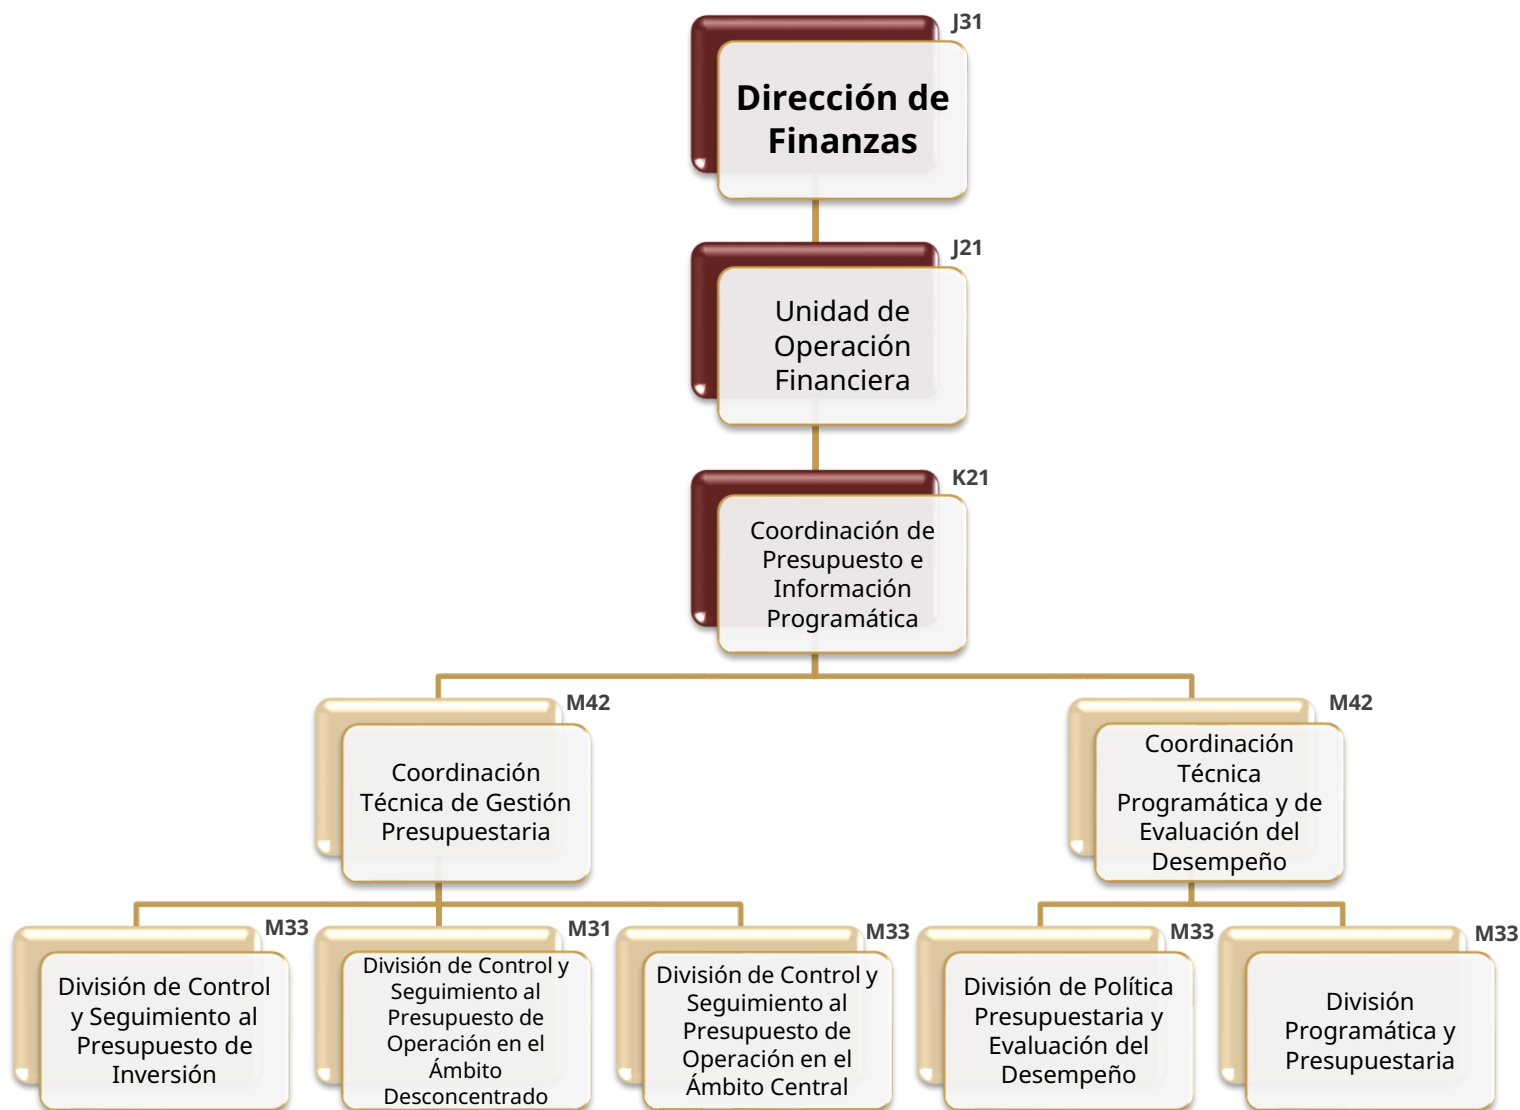 J31
Dirección de
Finanzas
J21
Unidad de
Operación
Financiera
K21
Coordinación de
Presupuesto e
Información
Programática
M42
Coordinación
Técnica de Gestión
Presupuestaria
M42
Coordinación
Técnica
Programática y de
Evaluación del
Desempeño
M33
División de Control
y Seguimiento al
Presupuesto de
Inversión
M31
División de Control y
Seguimiento al
Presupuesto de
Operación en el
Ámbito
Desconcentrado
M33
División de Control y
Seguimiento al
Presupuesto de
Operación en el
Ámbito Central
M33
División de Política
Presupuestaria y
Evaluación del
Desempeño
M33
División
Programática y
Presupuestaria